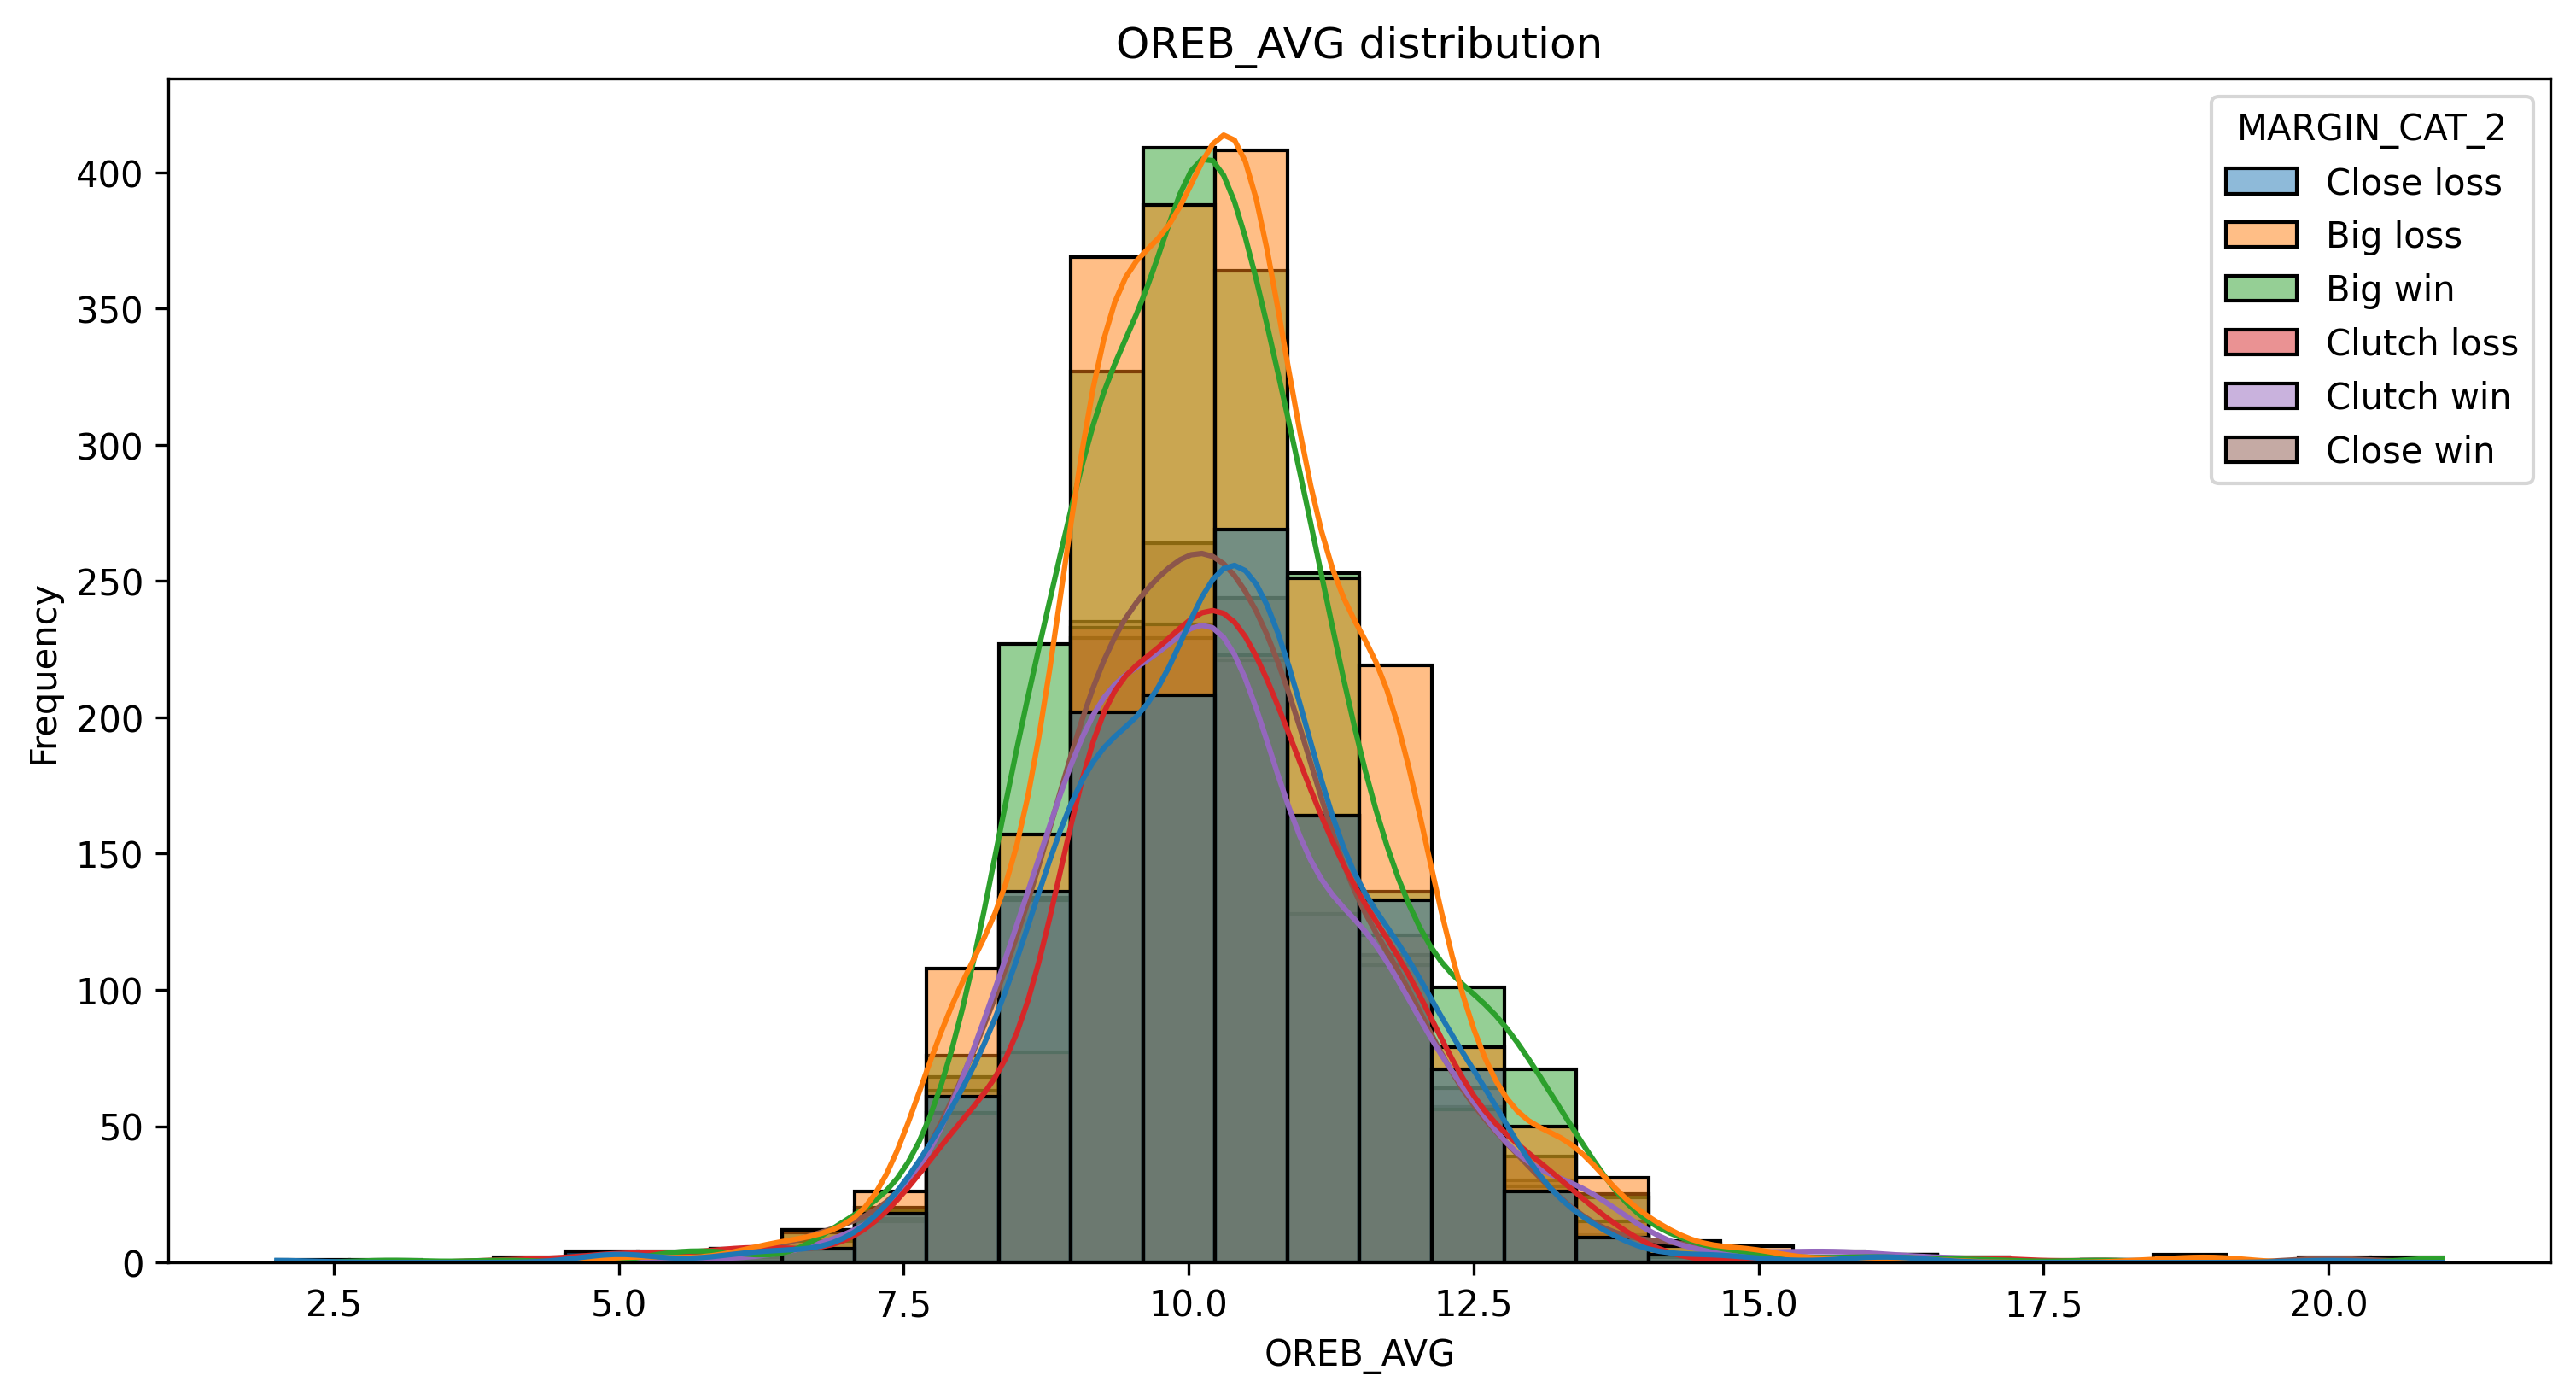 OREB_AVG distribution
MARGIN_CAT_2
Close loss
Big loss
Big win
Clutch loss
Clutch win
Close win
Frequency
400
350
300
250
200
150
100
50
0
2.5 5.0 7.5 10.0 12.5 15.0 17.5 20.0
OREB_AVG